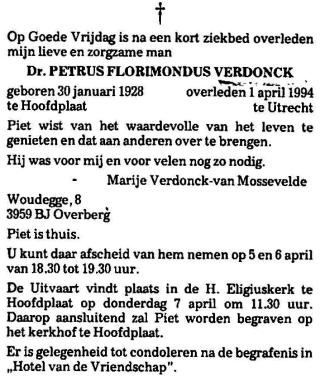 Op Goede Vrijdag is na een kort ziekbed overleden
mijn lieve en zorgzame man
Dr. PETRUS FLORIMONDUS VERDONCK
geboren 30 januari 1928 overleden 1 april 1994
te Hoofdplaat te Utrecht
Piet wist van het waardevolle van het leven te
genieten en dat aan anderen over te brengen.
Hij was voor mij en voor velen nog zo nodig.
- Marije Verdonck-van Mossevelde
Woudegge, 8
3959 BJ Overberg
Piet is thuis.
U kunt daar afscheid van hem nemen op 5 en 6 april
van 18.30 tot 19.30 uur.
De Uitvaart vindt plaats in de H. Eligiuskerk te
Hoofdplaat op donderdag 7 april om 11.30 uur.
Daarop aansluitend zal Piet worden begraven op
het kerkhof te Hoofdplaat.
Er is gelegenheid tot condoleren na de begrafenis in
„Hotel van de Vriendschap".